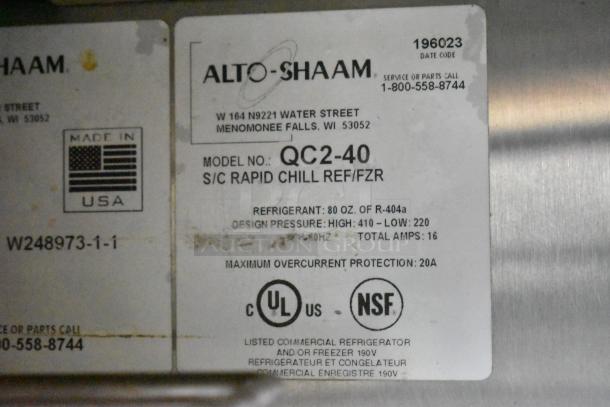 HAAM®
STREET
, WI 53052
MADE IN
USA
W248973-1-1
CE OR PARTS CALL
00-558-8744
196023
DATE CODE
ALTO-SHAAM®
SERVICE OR PARTS CALL
1-800-558-8744
W 164 N9221 WATER STREET
MENOMONEE FALLS, WI 53052
MODEL NO.: QC2-40
S/C RAPID CHILL REF/FZR
REFRIGERANT: 80 OZ. OF R-404a
DESIGN PRESSURE: HIGH: 410 – LOW: 220
TOTAL AMPS: 16
AUCTION GROUP
MAXIMUM OVERCURRENT PROTECTION: 20A
C UL US NSF
LISTED COMMERCIAL REFRIGERATOR
AND/OR FREEZER 190V
REFRIGERATEUR ET CONGELATEUR
COMMERCIAL ENREGISTRE 190V